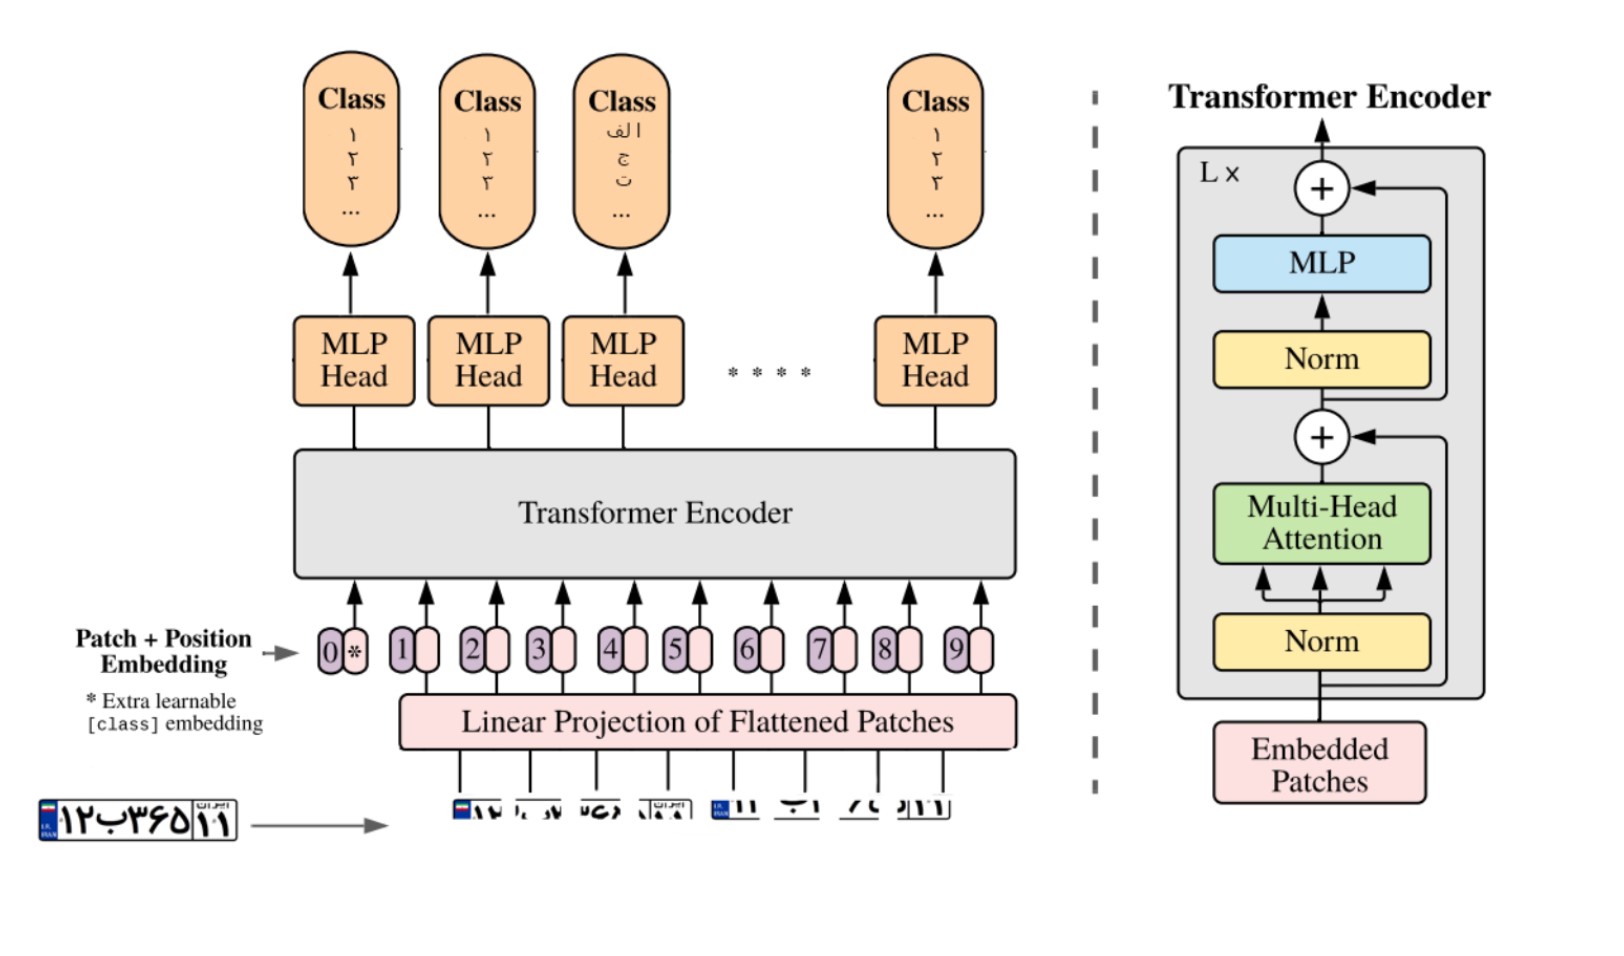 Class
۱
۲
۳
...
Class
۱
۲
۳
...
Class
الف
ج
ت
...
Class
۱
۲
۳
...
MLP
Head
MLP
Head
MLP
Head
* * * *
MLP
Head
Transformer Encoder
Patch + Position
Embedding
* Extra learnable
[class] embedding
0 * 1 2 3 4 5 6 7 8 9
Linear Projection of Flattened Patches
۱۲ب۳۶۵ ۱۱
Transformer Encoder
L x
+
MLP
Norm
+
Multi-Head
Attention
Norm
Embedded
Patches